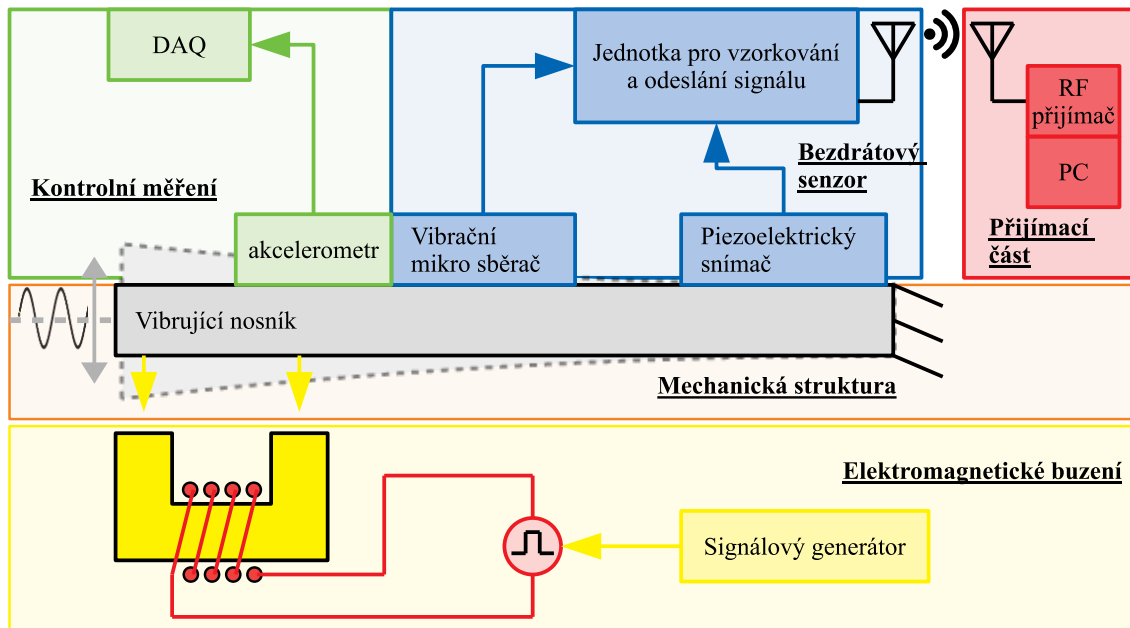 DAQ
Jednotka pro vzorkování
a odeslání signálu
RF
přijímač
PC
Bezdrátový
senzor
Kontrolní měření
Přijímací
část
akcelerometr
Vibrační
mikro sběrač
Piezoelektrický
snímač
Vibrující nosník
Mechanická struktura
Elektromagnetické buzení
Signálový generátor